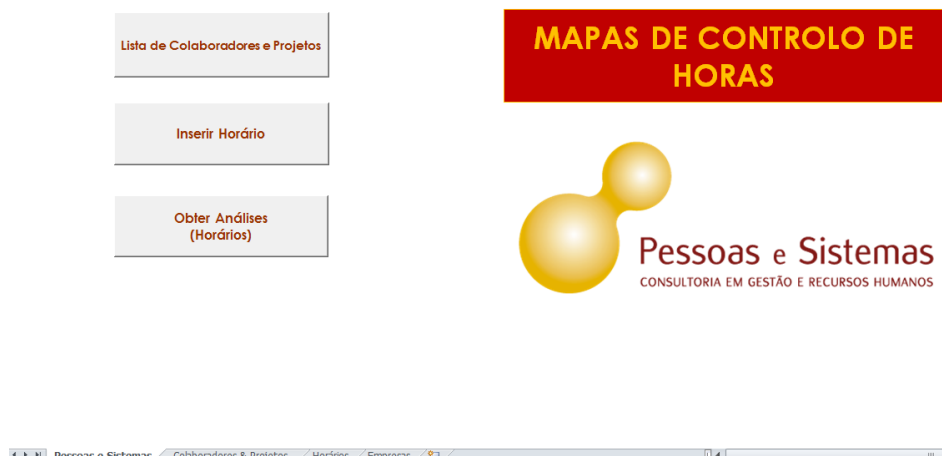 Lista de Colaboradores e Projetos
Inserir Horário
Obter Análises
(Horários)
MAPAS DE CONTROLO DE
HORAS
Pessoas e Sistemas
CONSULTORIA EM GESTÃO E RECURSOS HUMANOS
Pessoas e Sistemas Colaboradores & Projetos Horários Empresas